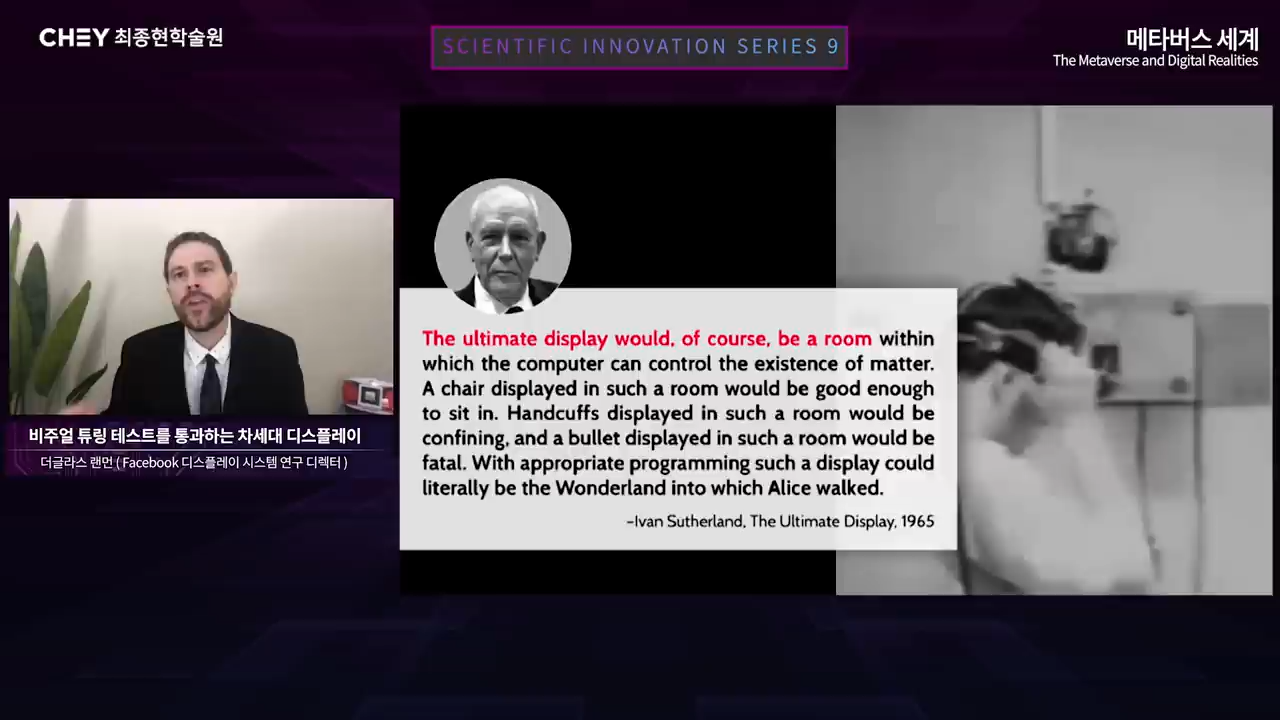 CHEY 최종현학술원
SCIENTIFIC INNOVATION SERIES 9
메타버스 세계
The Metaverse and Digital Realities
비주얼 튜링 테스트를 통과하는 차세대 디스플레이
더글라스 랜먼 ( Facebook 디스플레이 시스템 연구 디렉터 )
The ultimate display would, of course, be a room within
which the computer can control the existence of matter.
A chair displayed in such a room would be good enough
to sit in. Handcuffs displayed in such a room would be
confining, and a bullet displayed in such a room would be
fatal. With appropriate programming such a display could
literally be the Wonderland into which Alice walked.
–Ivan Sutherland, The Ultimate Display, 1965